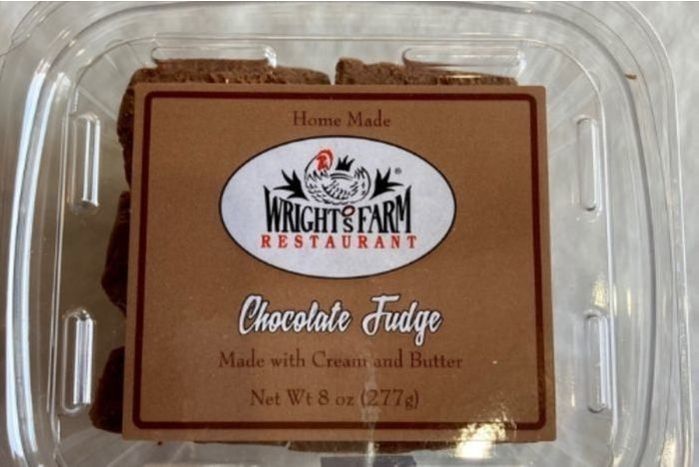 Home Made
WRIGHT'S FARM
®
RESTAURANT
Chocolate Fudge
Made with Cream and Butter
Net Wt 8 oz (277g)